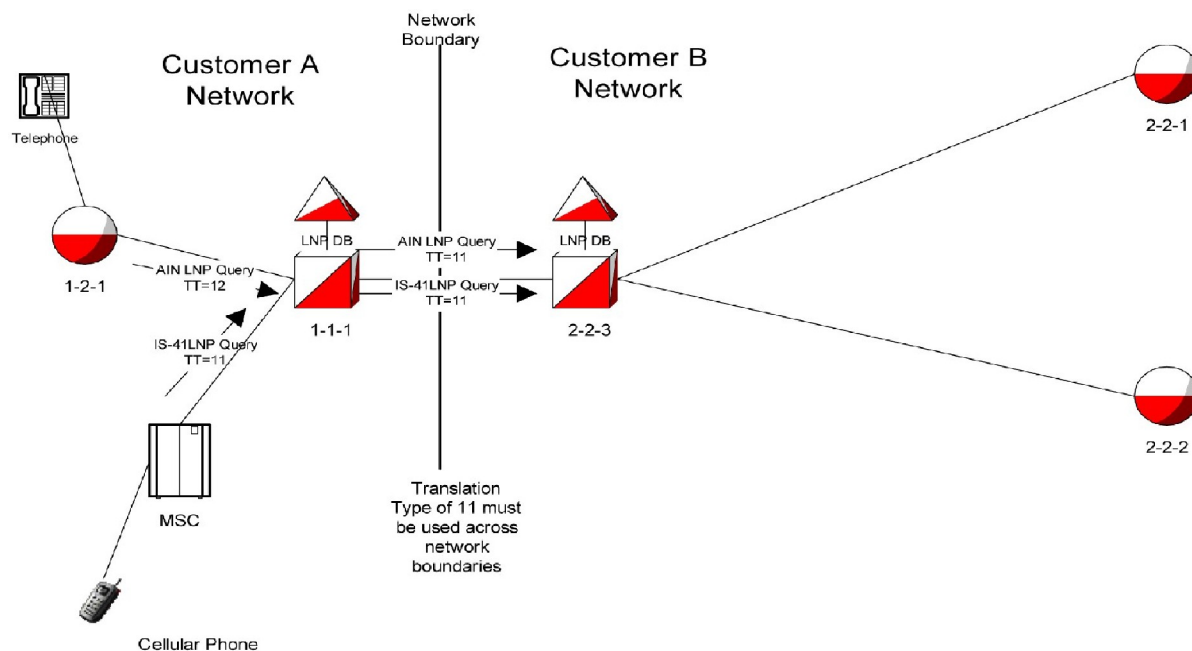 Network
Boundary
Customer A
Network
Customer B
Network
Telephone
2-2-1
LNP DB
AIN LNP Query
TT=11
LNP DB
1-2-1
AIN LNP Query
TT=12
IS-41LNP Query
TT=11
1-1-1
2-2-3
IS-41LNP Query
TT=11
2-2-2
MSC
Translation
Type of 11 must
be used across
network
boundaries
Cellular Phone